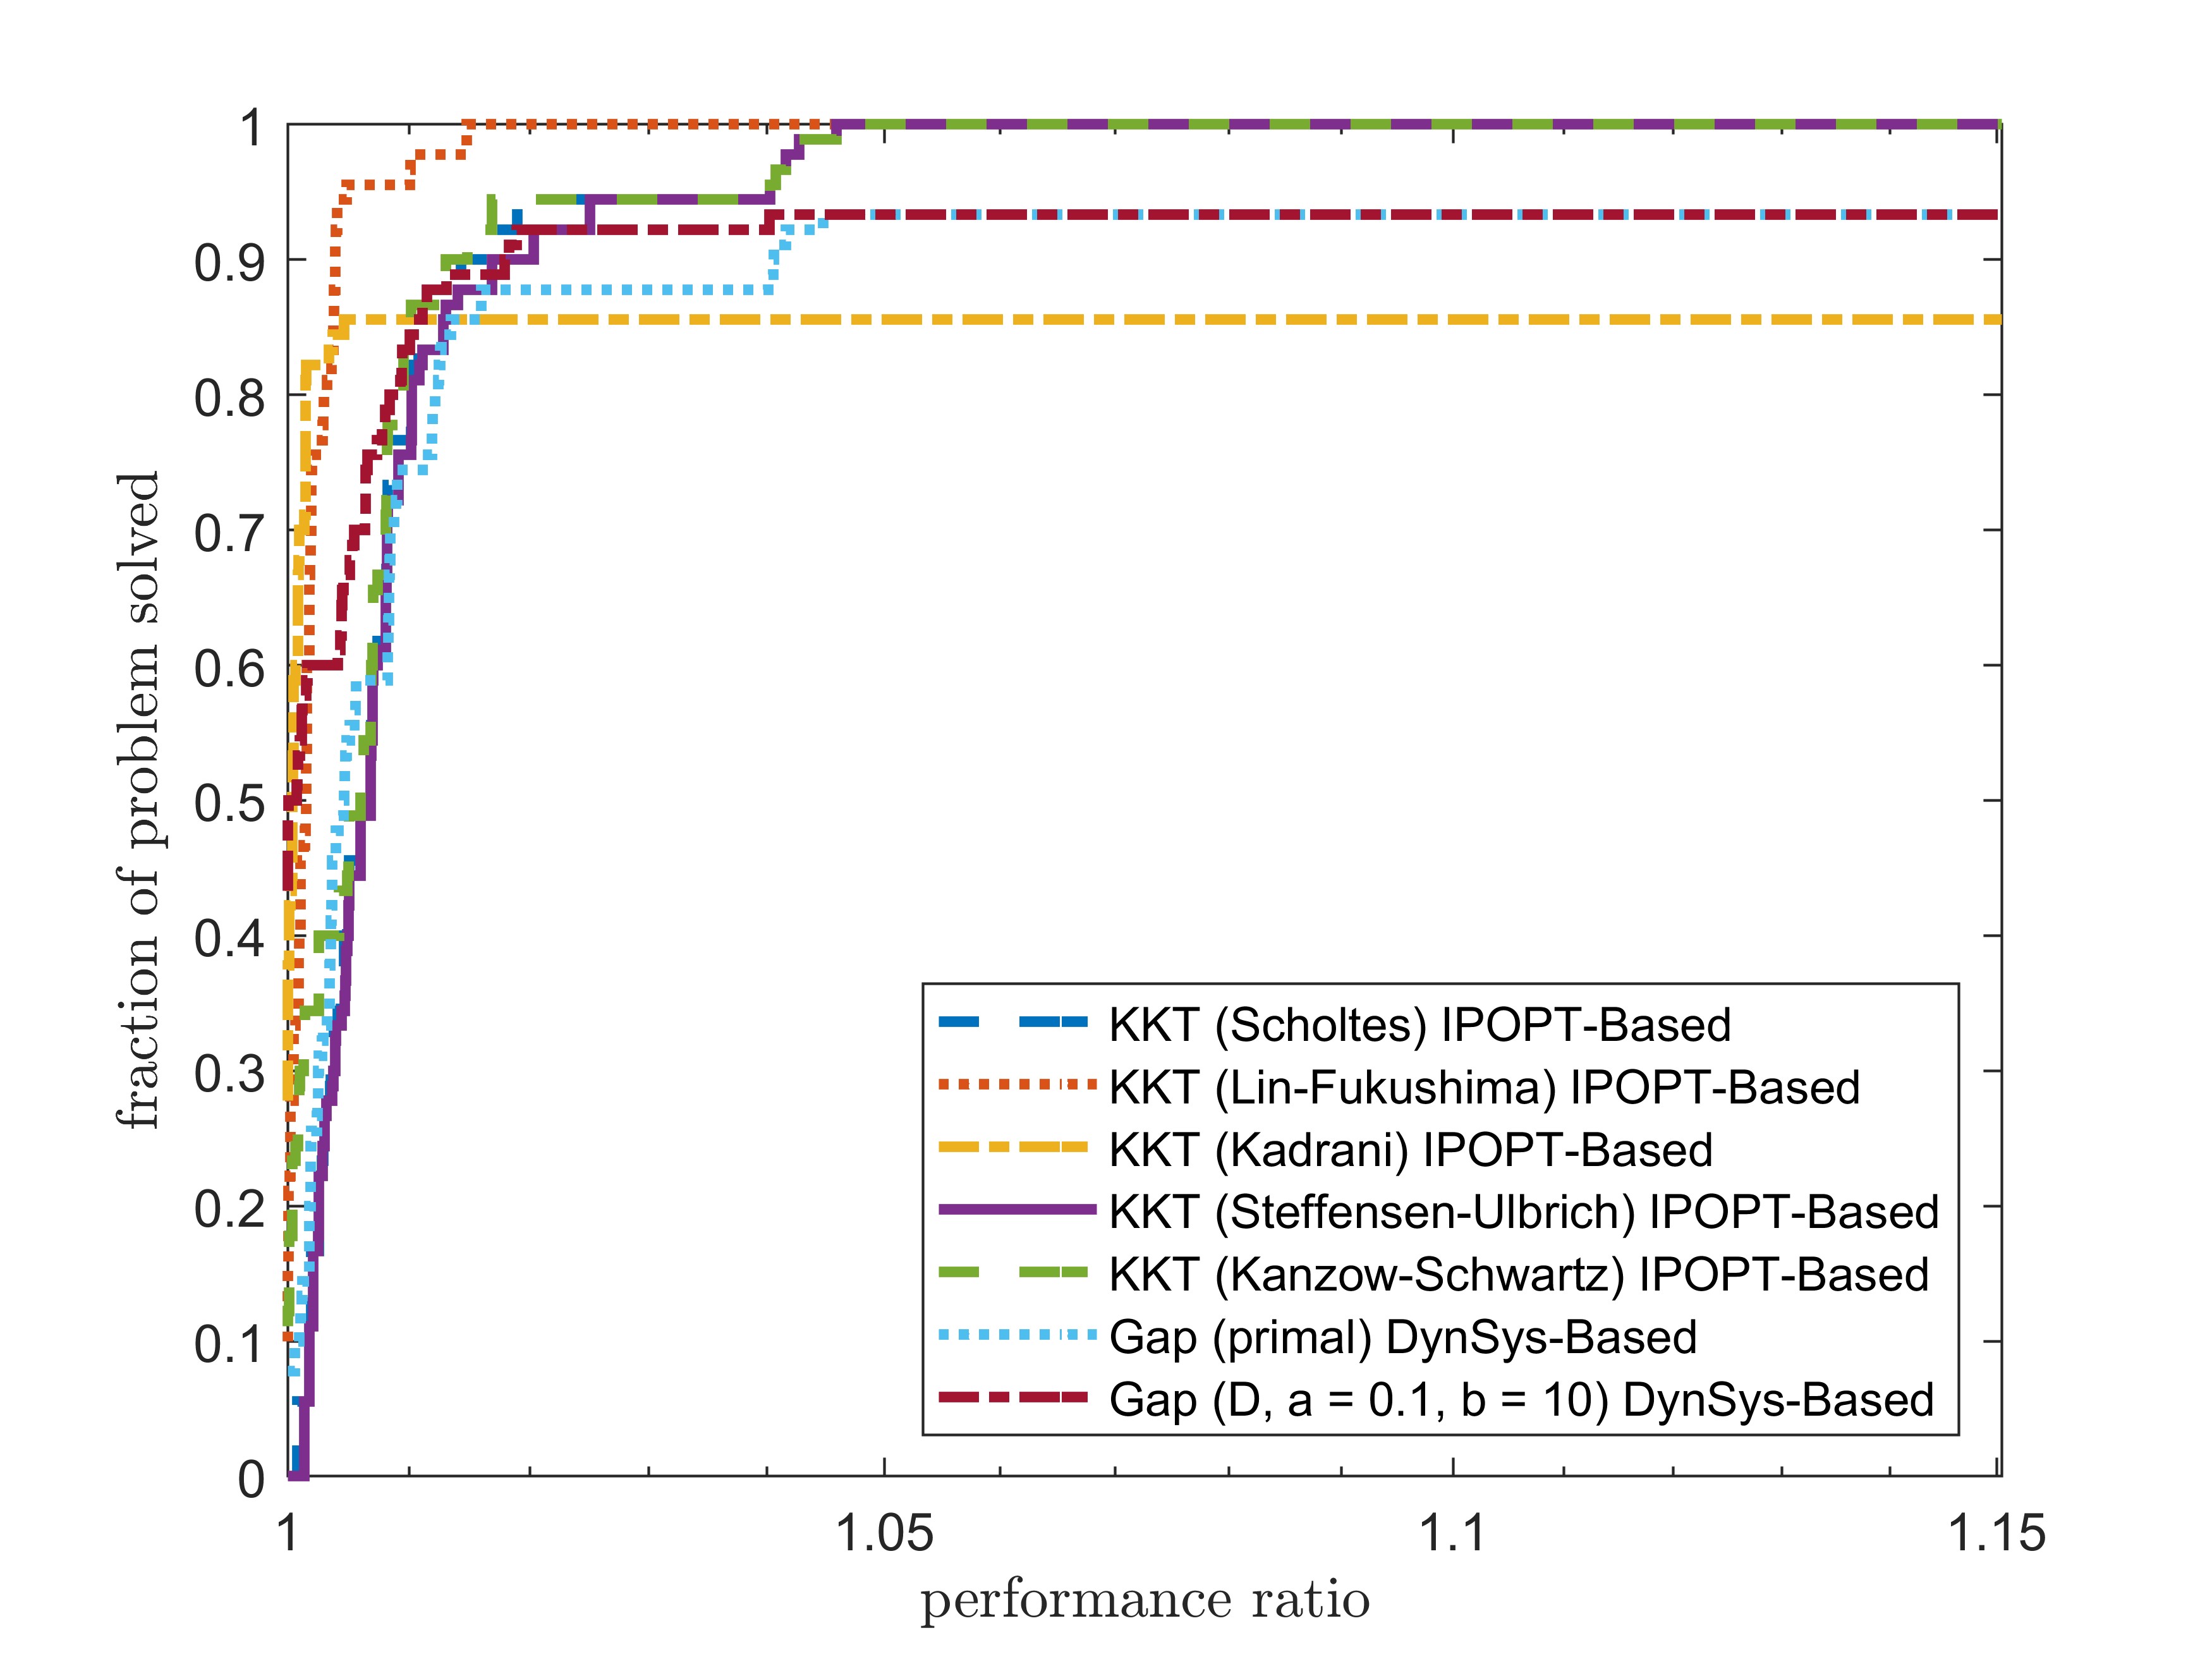 1
0.9
0.8
0.7
0.6
0.5
0.4
0.3
0.2
0.1
0
fraction of problem solved
KKT (Scholtes) IPOPT-Based
KKT (Lin-Fukushima) IPOPT-Based
KKT (Kadrani) IPOPT-Based
KKT (Steffensen-Ulbrich) IPOPT-Based
KKT (Kanzow-Schwartz) IPOPT-Based
Gap (primal) DynSys-Based
Gap (D, a = 0.1, b = 10) DynSys-Based
1 1.05 1.1 1.15
performance ratio